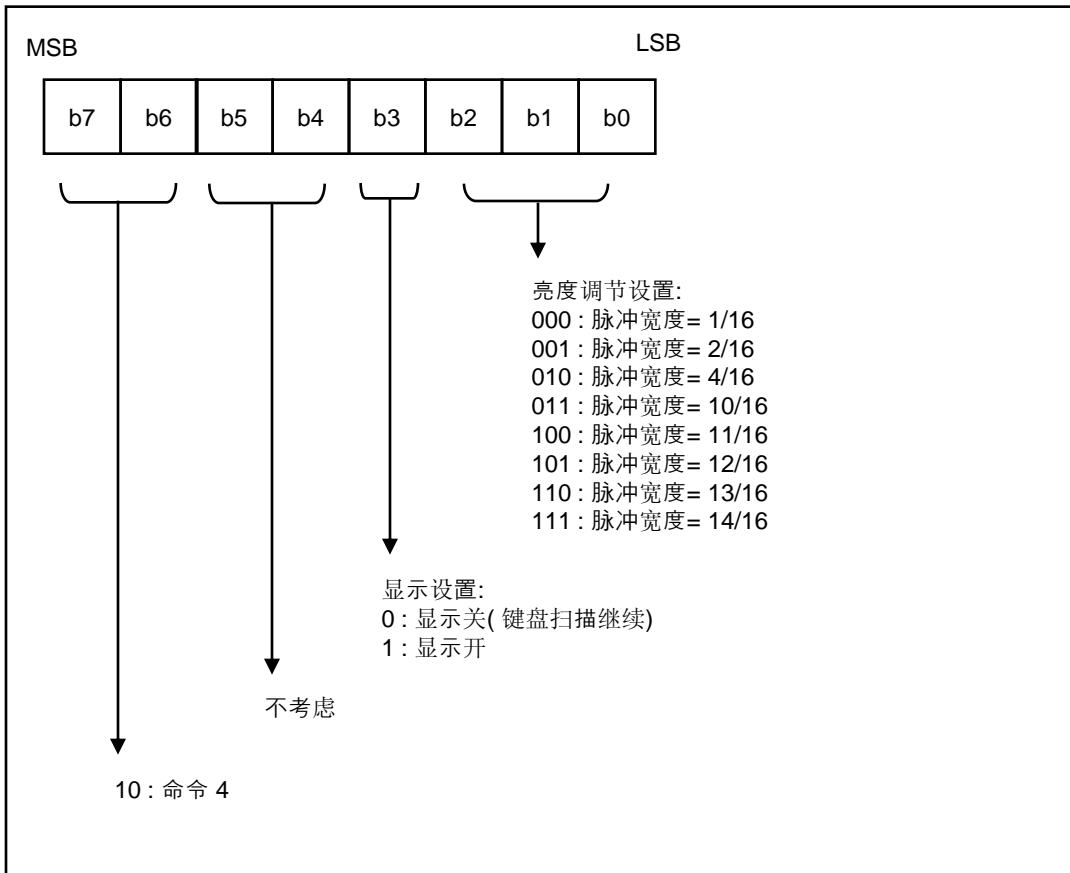 MSB
LSB
b7 b6 b5 b4 b3 b2 b1 b0
亮度调节设置:
000 : 脉冲宽度= 1/16
001 : 脉冲宽度= 2/16
010 : 脉冲宽度= 4/16
011 : 脉冲宽度= 10/16
100 : 脉冲宽度= 11/16
101 : 脉冲宽度= 12/16
110 : 脉冲宽度= 13/16
111 : 脉冲宽度= 14/16
显示设置:
0 : 显示关( 键盘扫描继续)
1 : 显示开
不考虑
10 : 命令 4